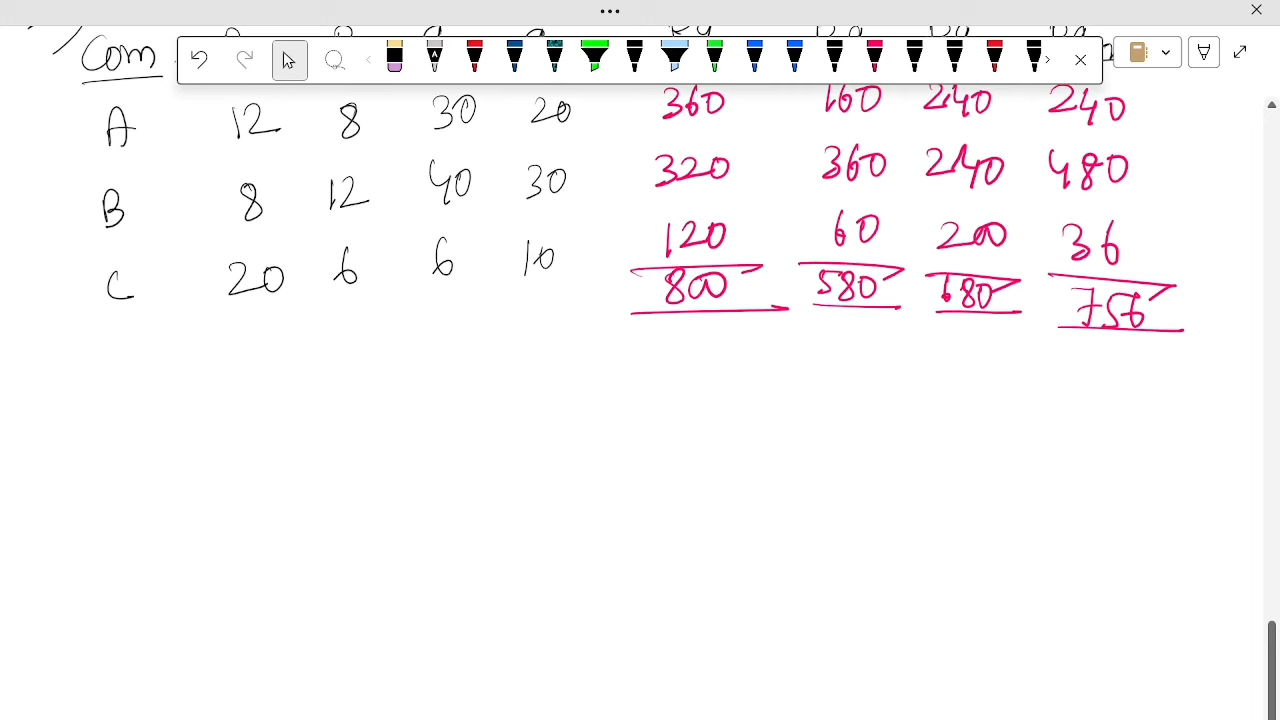 Com
A 12 8 30 20 360 160 240 240
B 8 12 40 30 320 360 240 480
C 20 6 6 10 120 60 200 36
800 580 680 756